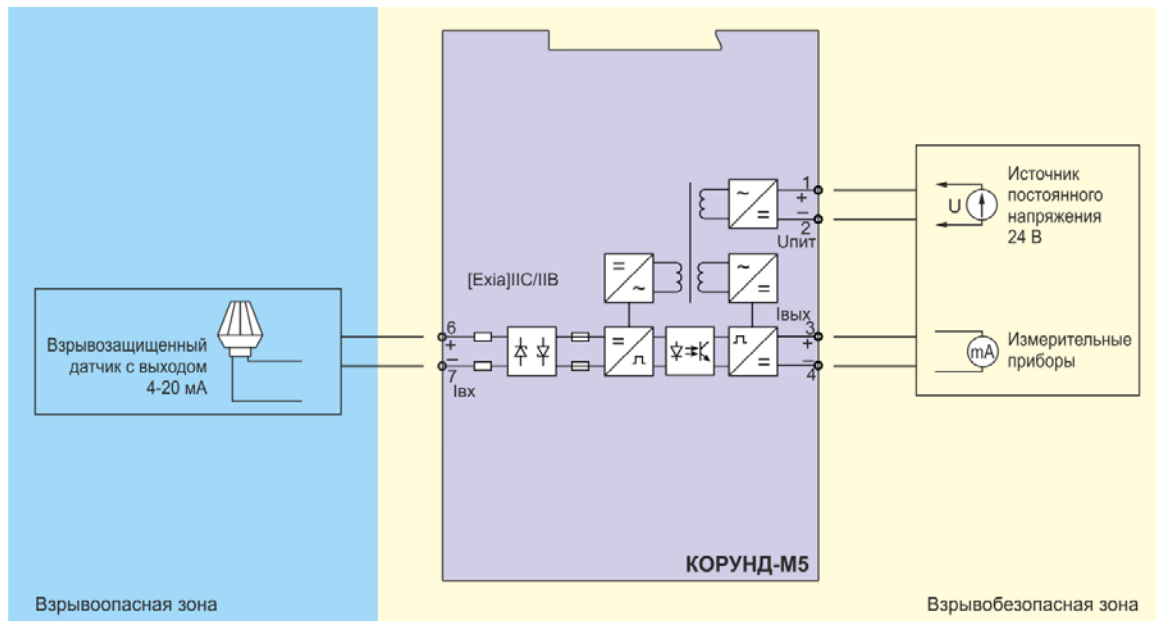 1
+
−
2
Uпит
Источник
постоянного
напряжения
24 В
U
~
=
=
~
~
=
[Exia]IIC/IIB
Iвых
6
+
−
7
Iвх
=
=
3
+
−
4
mA
Измерительные
приборы
Взрывозащищенный
датчик с выходом
4-20 мА
КОРУНД-М5
Взрывоопасная зона
Взрывобезопасная зона